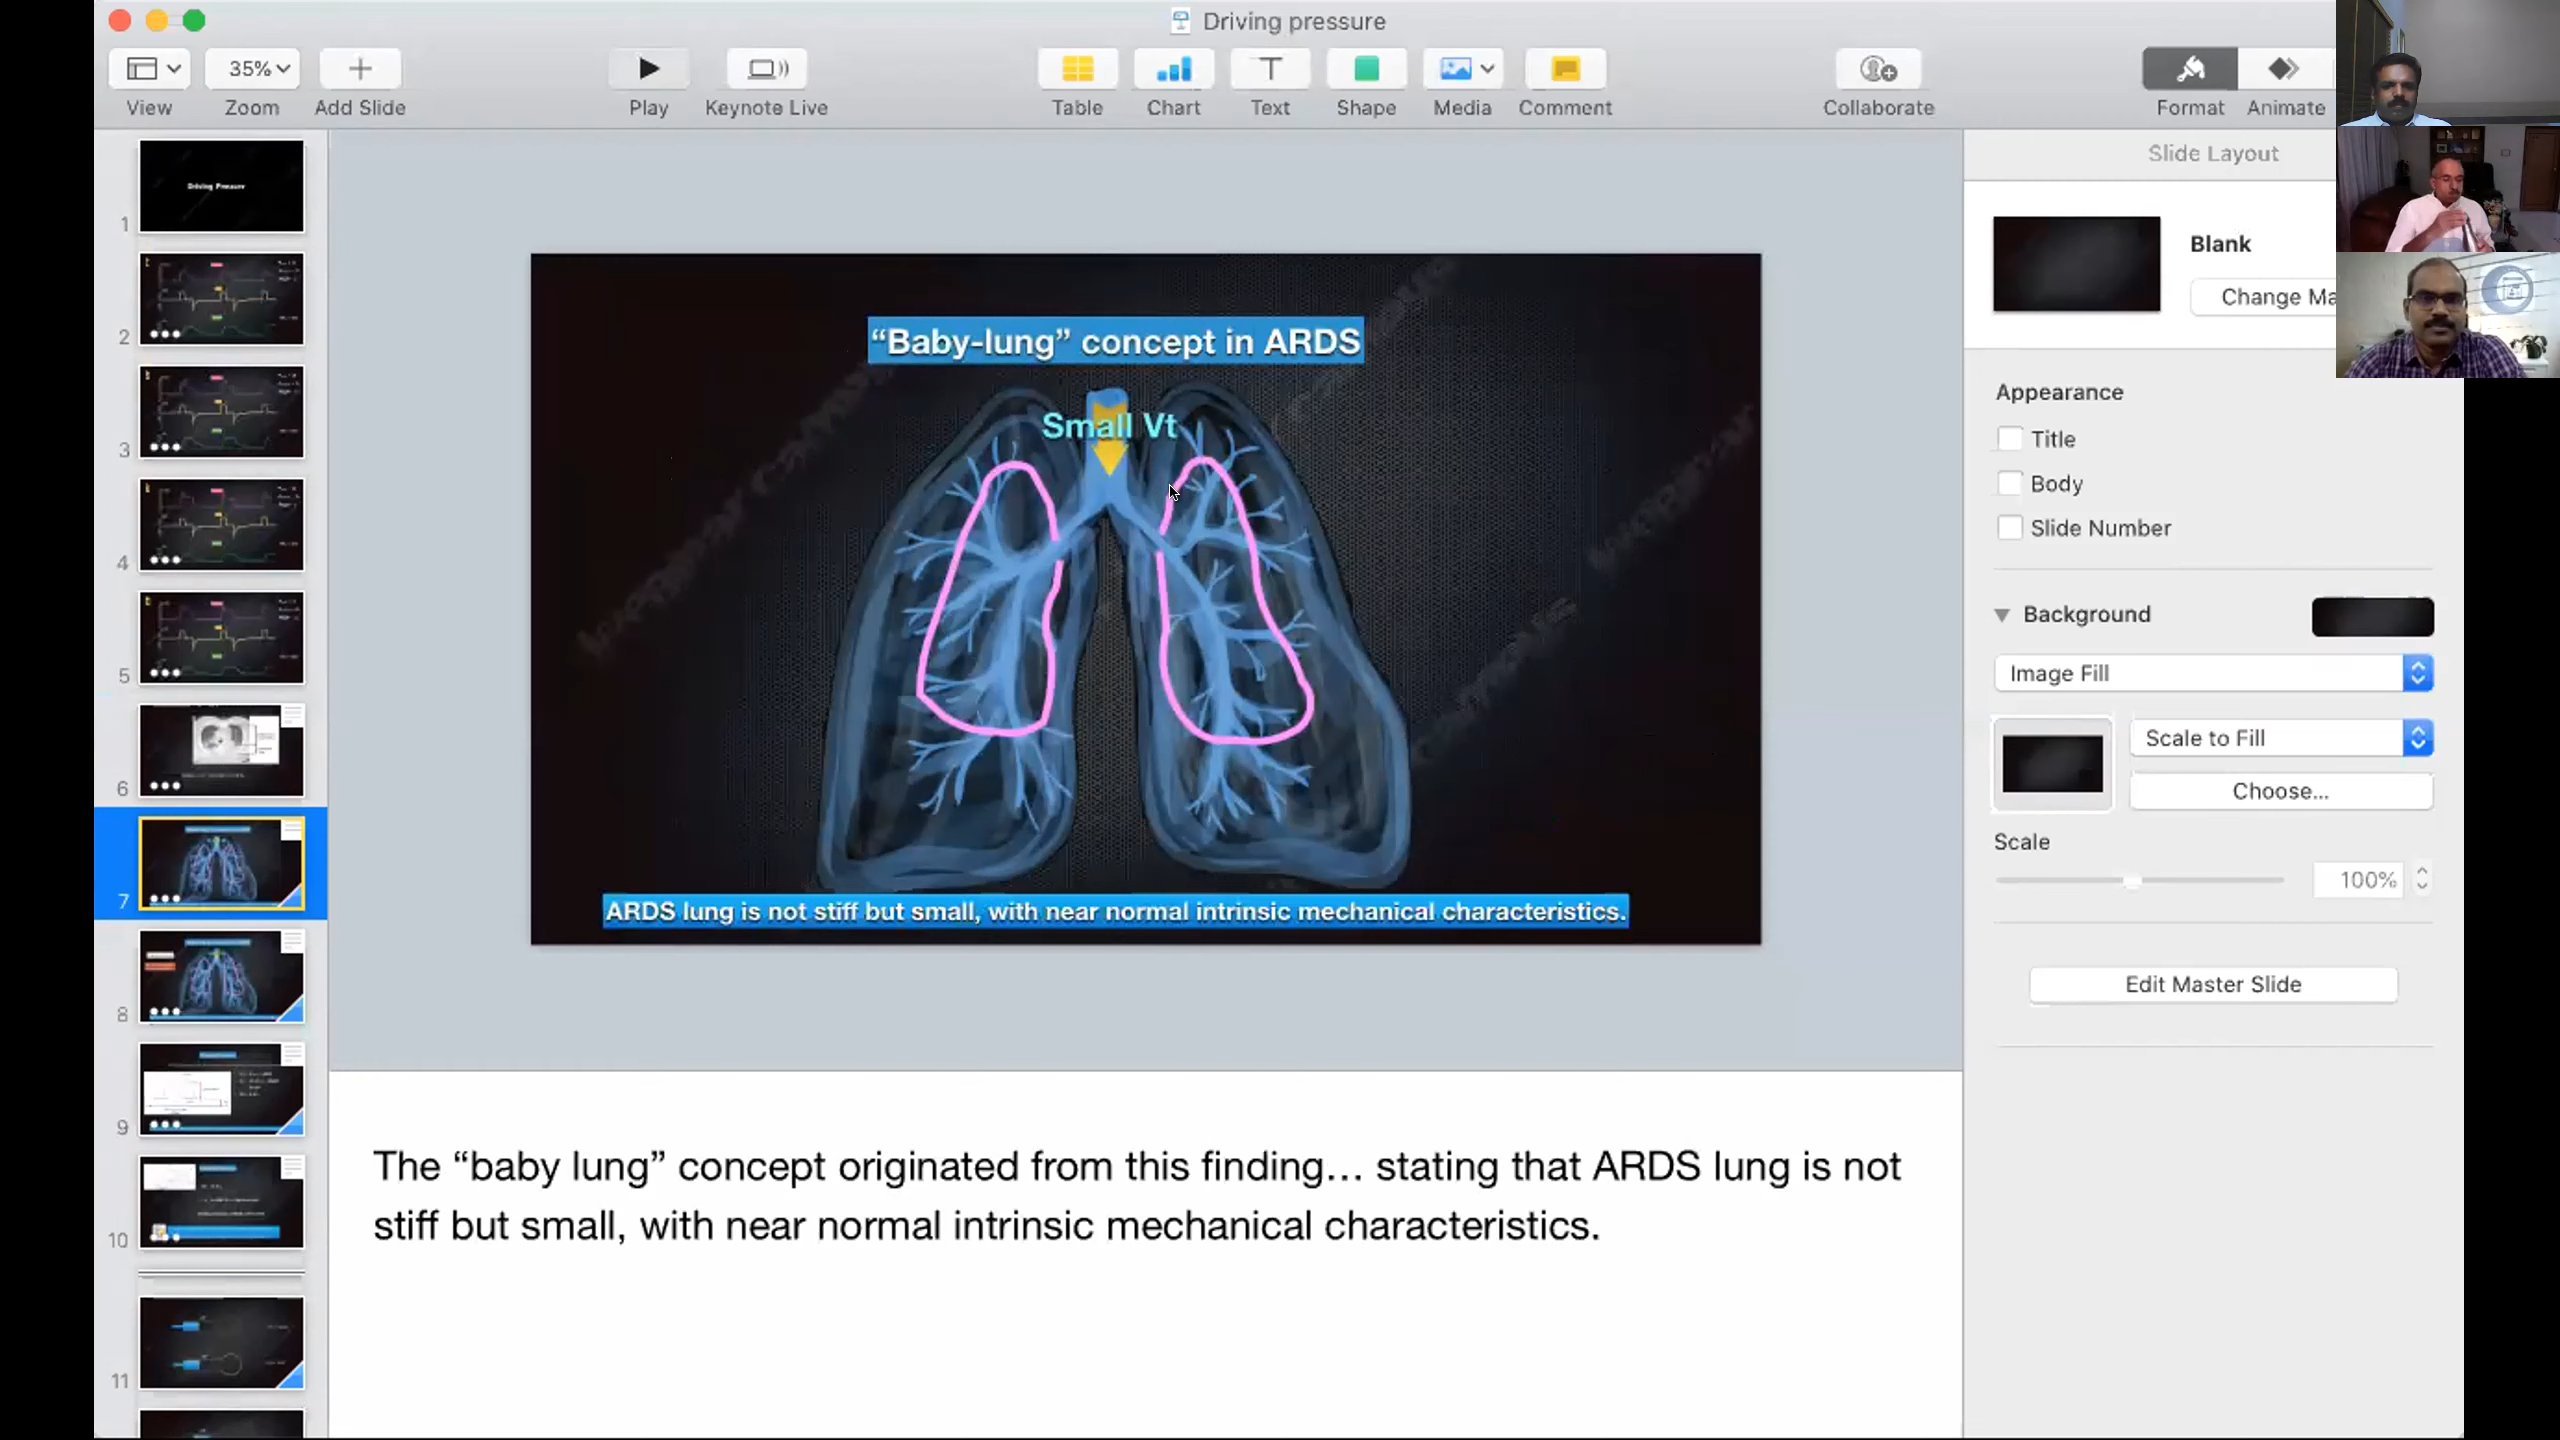 Driving pressure
35%
View
Zoom
Add Slide
Play
Keynote Live
Table
Chart
Text
Shape
Media
Comment
Collaborate
Format
Animate
Driving Pressure
1
2
3
4
5
6
7
8
9
10
11
“Baby-lung” concept in ARDS
Small Vt
ARDS lung is not stiff but small, with near normal intrinsic mechanical characteristics.
The “baby lung” concept originated from this finding… stating that ARDS lung is not
stiff but small, with near normal intrinsic mechanical characteristics.
Slide Layout
Blank
Change Ma
Appearance
Title
Body
Slide Number
Background
Image Fill
Scale to Fill
Choose...
Scale
100%
Edit Master Slide